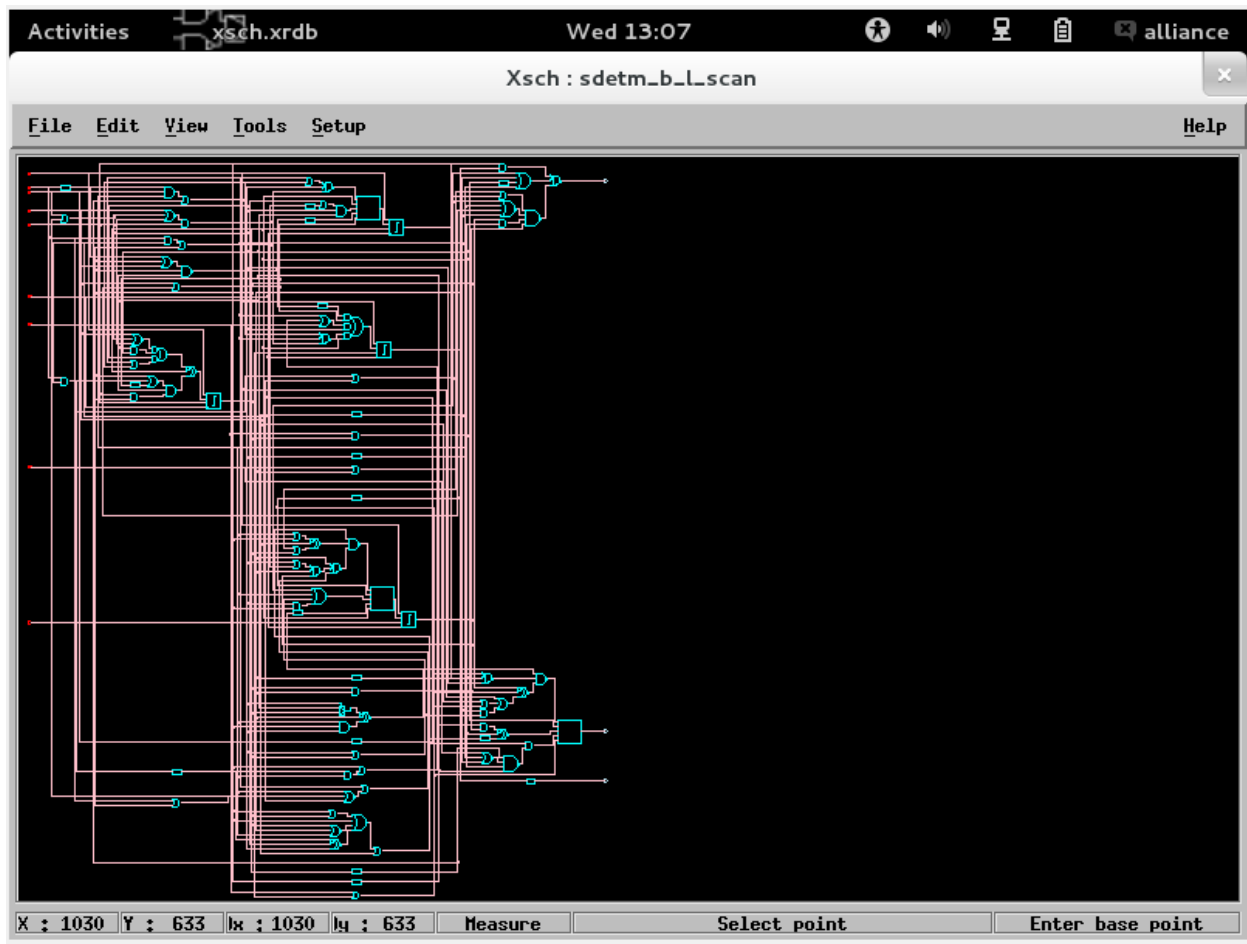 Activities xsch.xrdb Wed 13:07 alliance
Xsch : sdetm_b_l_scan
File Edit View Tools Setup Help
X : 1030 Y : 633 lx : 1030 ly : 633 Measure Select point Enter base point